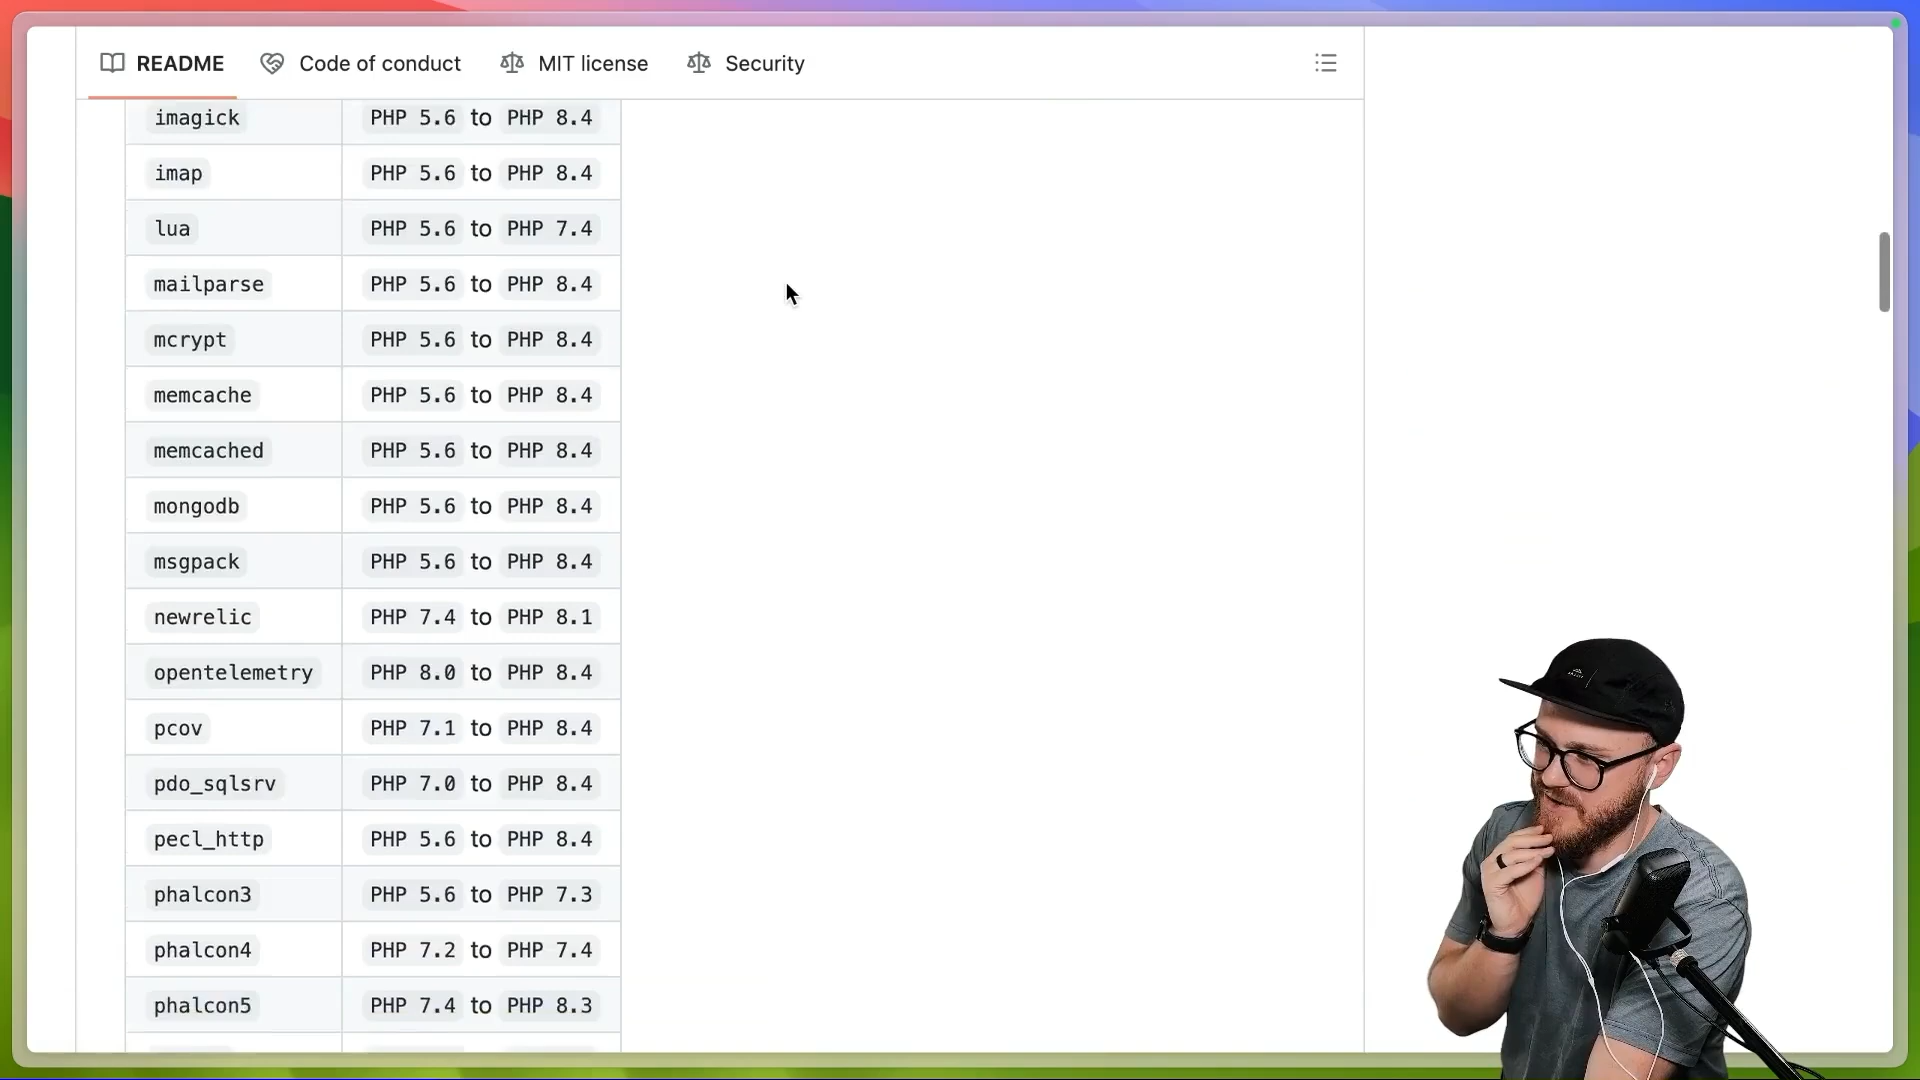 README Code of conduct MIT license Security
imagick PHP 5.6 to PHP 8.4
imap PHP 5.6 to PHP 8.4
lua PHP 5.6 to PHP 7.4
mailparse PHP 5.6 to PHP 8.4
mcrypt PHP 5.6 to PHP 8.4
memcache PHP 5.6 to PHP 8.4
memcached PHP 5.6 to PHP 8.4
mongodb PHP 5.6 to PHP 8.4
msgpack PHP 5.6 to PHP 8.4
newrelic PHP 7.4 to PHP 8.1
opentelemetry PHP 8.0 to PHP 8.4
pcov PHP 7.1 to PHP 8.4
pdo_sqlsrv PHP 7.0 to PHP 8.4
pecl_http PHP 5.6 to PHP 8.4
phalcon3 PHP 5.6 to PHP 7.3
phalcon4 PHP 7.2 to PHP 7.4
phalcon5 PHP 7.4 to PHP 8.3